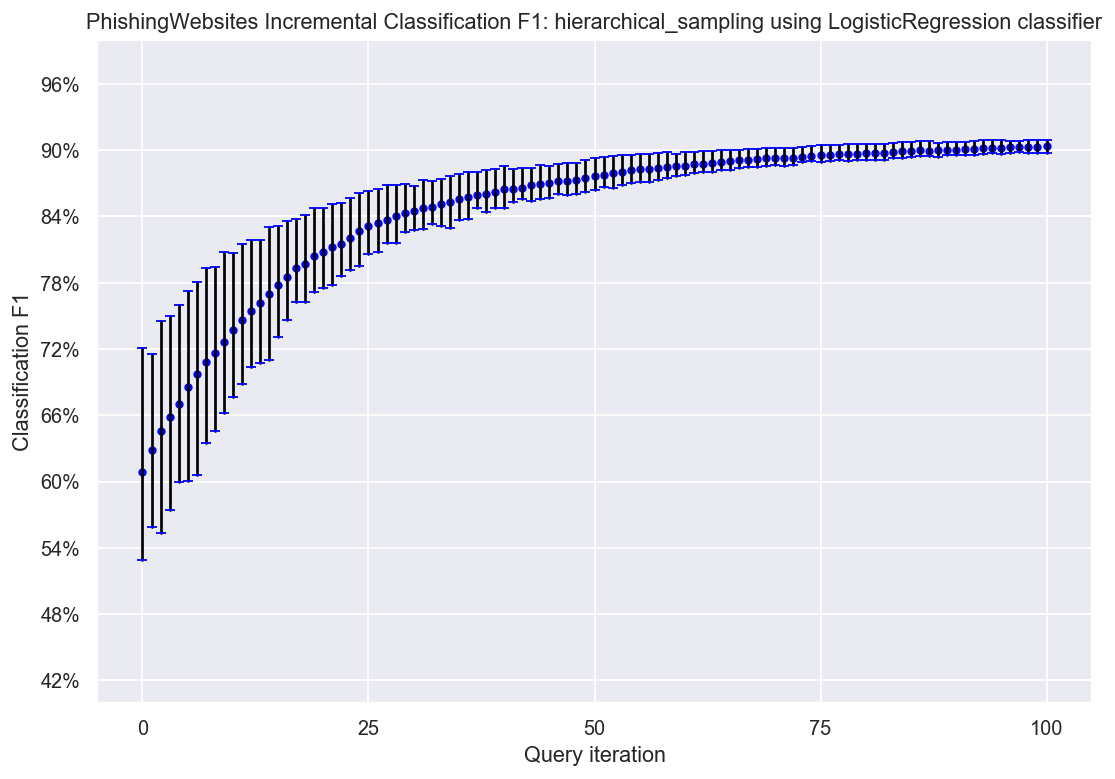 PhishingWebsites Incremental Classification F1: hierarchical_sampling using LogisticRegression classifier
96%
90%
84%
78%
72%
66%
60%
54%
48%
42%
Classification F1
0 25 50 75 100
Query iteration